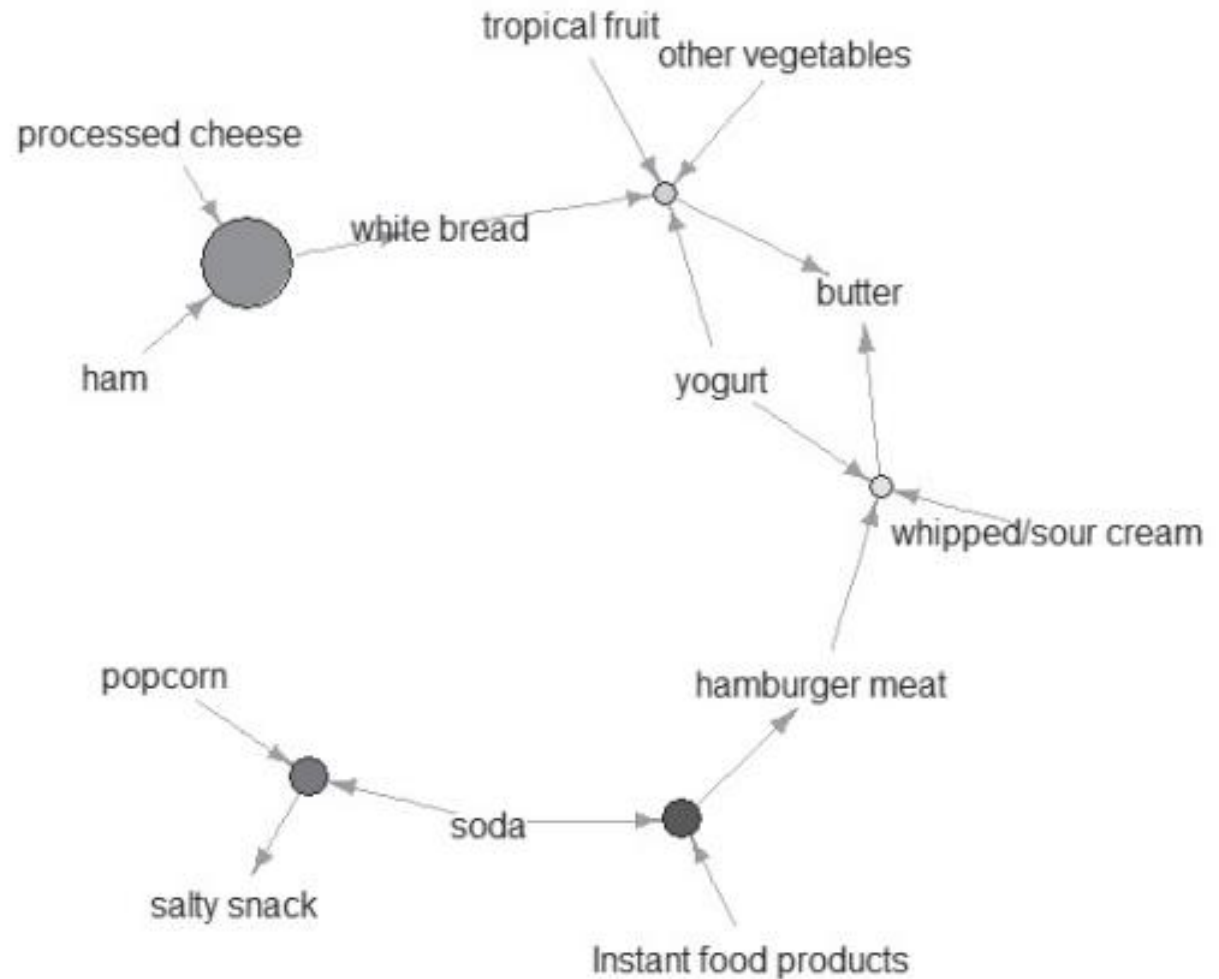 tropical fruit
other vegetables
processed cheese
white bread
butter
ham
yogurt
whipped/sour cream
popcorn
hamburger meat
soda
salty snack
Instant food products